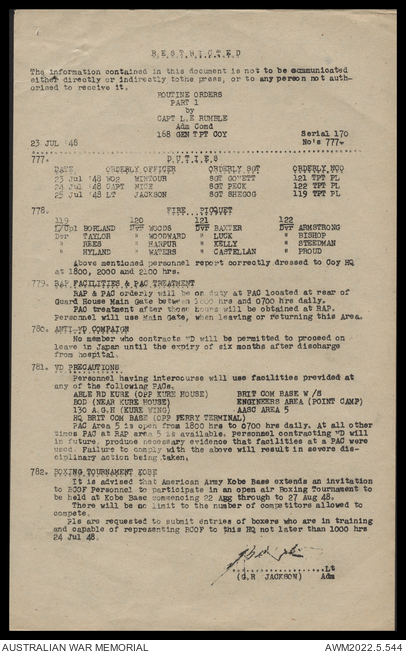 RESTRICTED
The information contained in this document is not to be communicated
either directly or indirectly tothe press, or to any person not auth-
orised to receive it.
ROUTINE ORDERS
PART 1
by
CAPT L.E RUMBLE
Adm Comd
168 GEN TPT COY Serial 170
23 JUL '48 No's 777-
777. DUTIES
DATE ORDERLY OFFICER ORDERLY SGT ORDERLY NCO
23 Jul '48 WO2 MINTOUR SGT GOWETT 121 TPT PL
24 Jul '48 CAPT RICE SGT PECK 122 TPT PL
25 Jul '48 LT JACKSON SGT SHEGOG 119 TPT PL
778. FIRE PICQUET
119 120 121 122
L/Cpl BORLAND Dvr WOODS Dvr BAXTER Dvr ARMSTRONG
Dvr TAYLOR " WOODWARD " LUCK " BISHOP
" REES " HARPUR " KELLY " STEEDMAN
" HYLAND " WATERS " CASTELLAN " PROUD
Above mentioned personnel report correctly dressed to Coy HQ
at 1800, 2000 and 2100 hrs.
779. RAP FACILITIES & PAC TREATMENT
RAP & PAC orderly will be on duty at PAC located at rear of
Guard House Main Gate between hrs and 0700 hrs daily.
PAC treatment after those hours will be obtained at RAP.
Personnel will use Main Gate, when leaving or returning this Area.
780. ANTI VD COMPAIGN
No member who contracts VD will be permitted to proceed on
leave in Japan until the expiry of six months after discharge
from hospital.
781. VD PRECAUTIONS
Personnel having intercourse will use facilities provided at
any of the following PACs.
ABLE RD KURE (OPP KURE HOUSE) BRIT COM BASE W/S
BOD (NEAR KURE HOUSE) ENGINEERS AREA (POINT CAMP)
130 A.G.H (KURE WING) AASC AREA 5
HQ BRIT COM BASE (OPP FERRY TERMINAL)
PAC Area 5 is open from 1800 hrs to 0700 hrs daily. At all other
times PAC at RAP area 5 is available. Personnel contracting VD will
in future, produce necessary evidence that facilities at a PAC were
used. Failure to comply with the above will result in severe dis-
ciplinary action being taken.
782. BOXING TOURNAMENT KOBE
It is advised that American Army Kobe Base extends an invitation
to BCOF Personnel to participate in an open air Boxing Tournament to
be held at Kobe Base commencing 22 Aug through to 27 Aug 48.
There will be no limit to the number of competitors allowed to
compete.
Pls are requested to submit entries of boxers who are in training
and capable of representing BCOF to this HQ not later than 1000 hrs
24 Jul 48.
Lt
(G.R JACKSON) Adm
AUSTRALIAN WAR MEMORIAL AWM2022.5.544